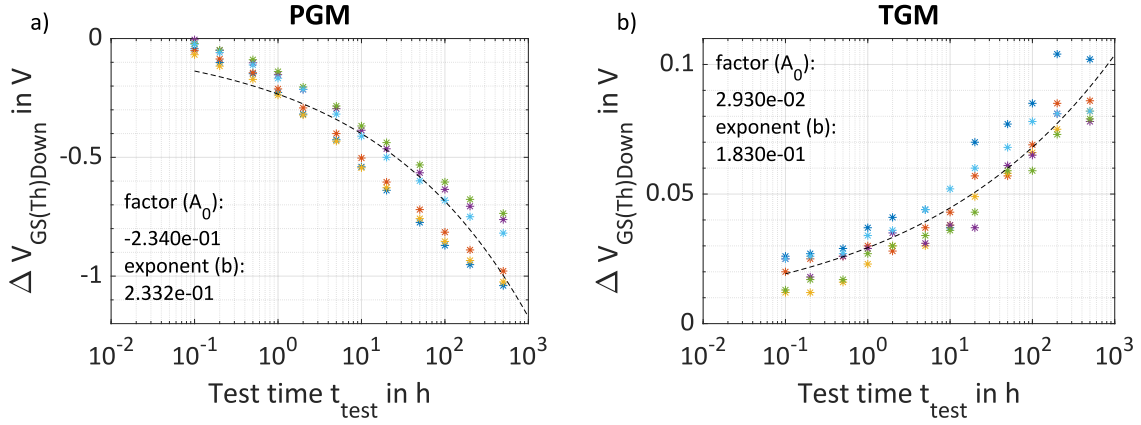 a)
PGM
0
-0.5
-1
Δ V_GS(Th)Down in V
factor (A_0):
-2.340e-01
exponent (b):
2.332e-01
10^-2
10^-1
10^0
10^1
10^2
10^3
Test time t_test in h
b)
TGM
0.1
0.05
0
Δ V_GS(Th)Down in V
factor (A_0):
2.930e-02
exponent (b):
1.830e-01
10^-2
10^-1
10^0
10^1
10^2
10^3
Test time t_test in h